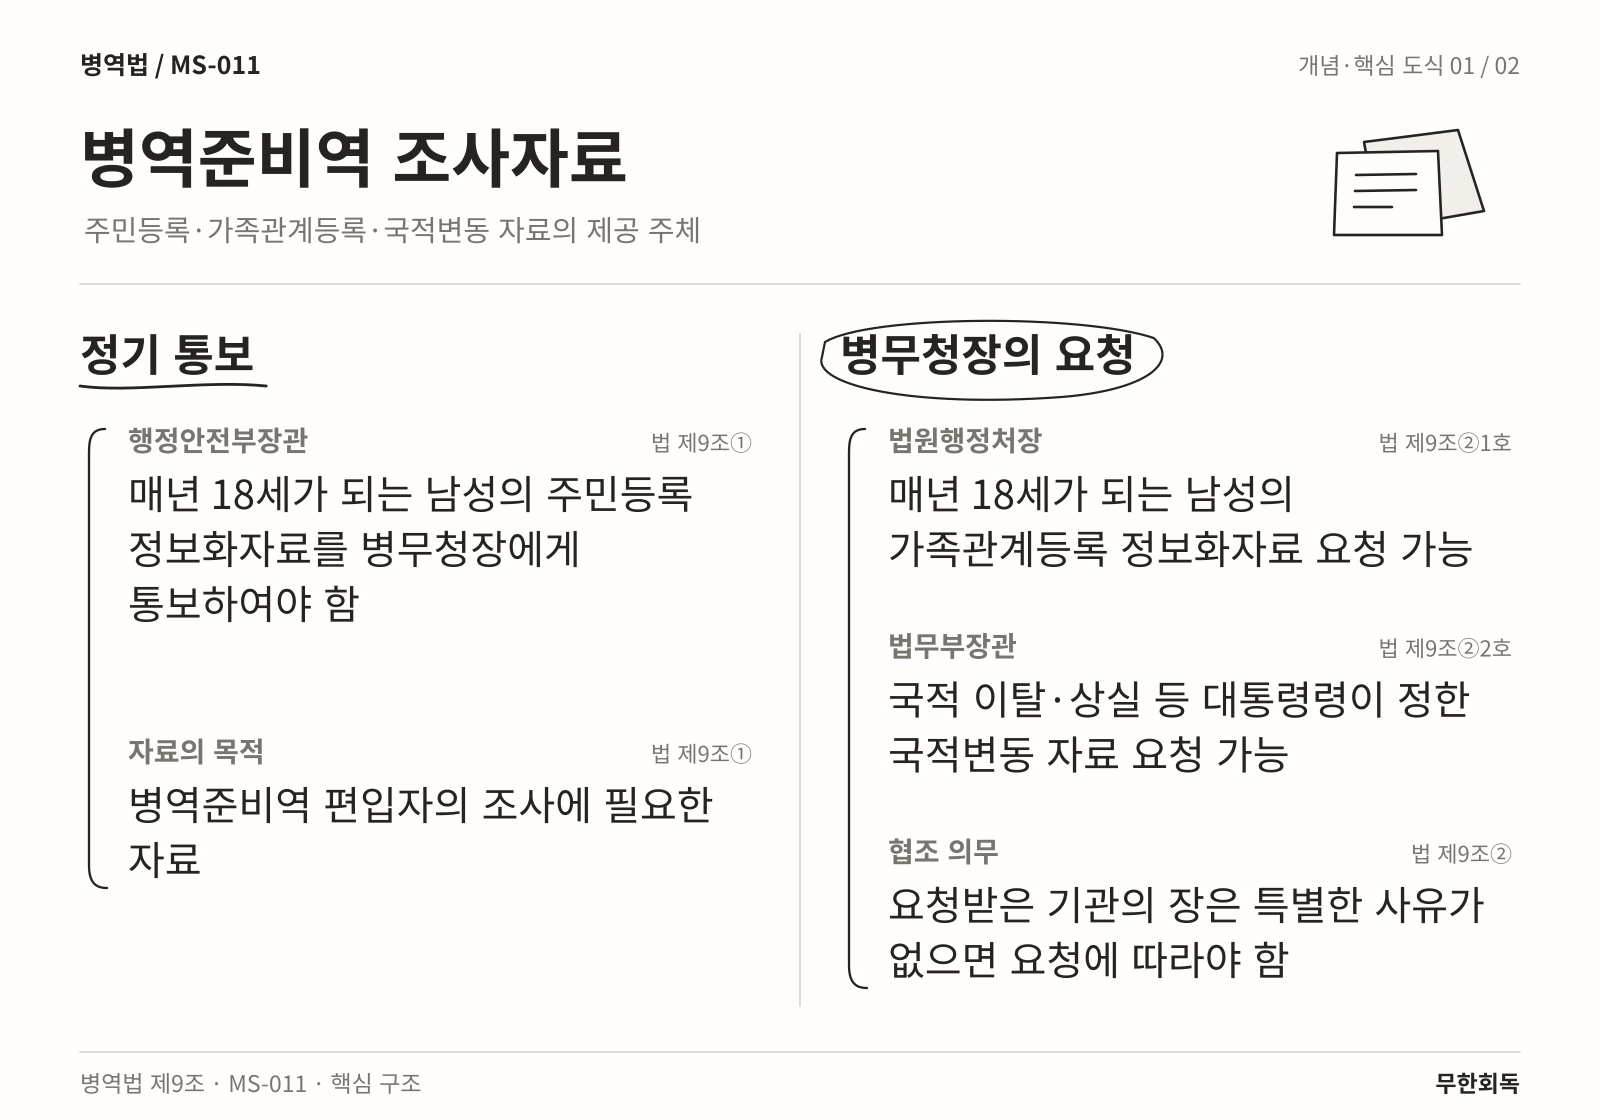 병역법 / MS-011
개념·핵심 도식 01 / 02
병역준비역 조사자료
주민등록·가족관계등록·국적변동 자료의 제공 주체
정기 통보
행정안전부장관
법 제9조①
매년 18세가 되는 남성의 주민등록
정보화자료를 병무청장에게
통보하여야 함
자료의 목적
법 제9조①
병역준비역 편입자의 조사에 필요한
자료
병무청장의 요청
법원행정처장
법 제9조②1호
매년 18세가 되는 남성의
가족관계등록 정보화자료 요청 가능
법무부장관
법 제9조②2호
국적 이탈·상실 등 대통령령이 정한
국적변동 자료 요청 가능
협조 의무
법 제9조②
요청받은 기관의 장은 특별한 사유가
없으면 요청에 따라야 함
병역법 제9조 · MS-011 · 핵심 구조
무한회독